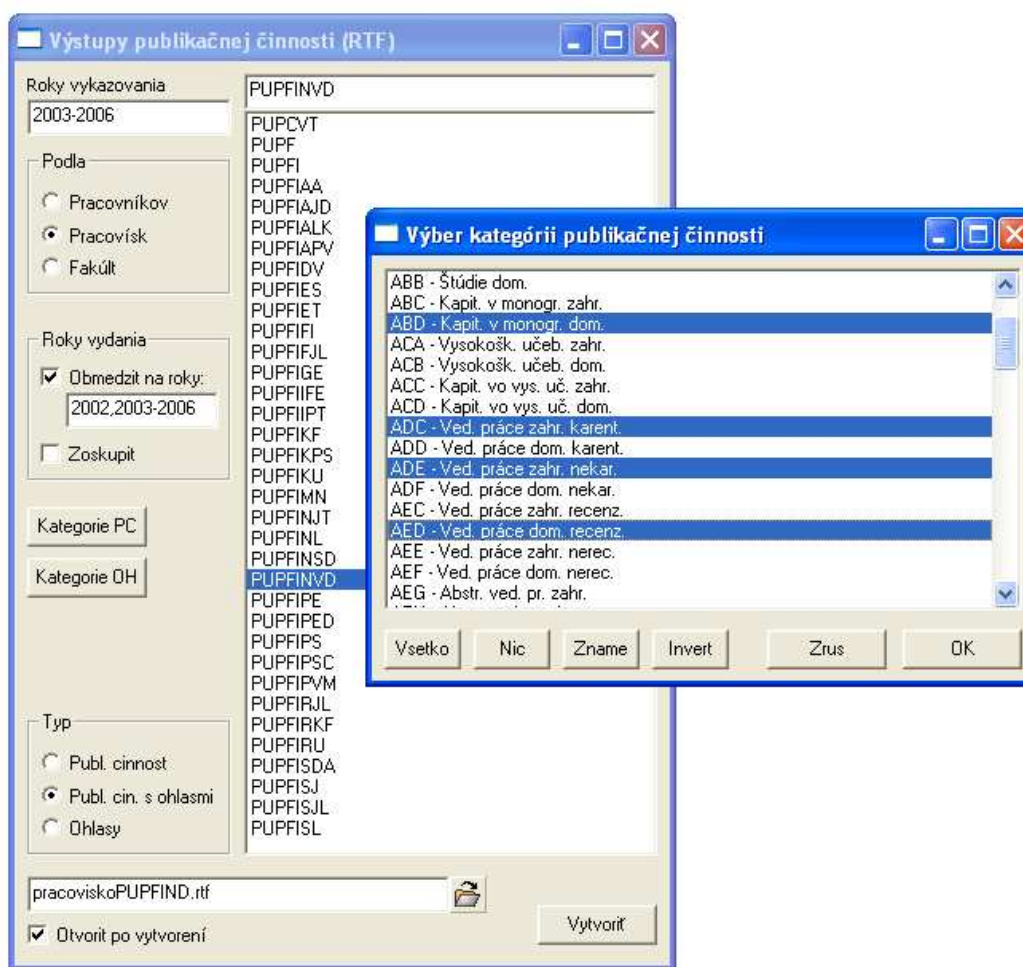 Výstupy publikačnej činnosti (RTF)
Roky vykazovania
2003-2006
Podla
Pracovníkov
Pracovísk
Fakúlt
Roky vydania
Obmedzit na roky:
2002,2003-2006
Zoskupit
Kategorie PC
Kategorie OH
Typ
Publ. cinnost
Publ. cin. s ohlasmi
Ohlasy
PUPFINVD
PUPCVT
PUPF
PUPFI
PUPFIAA
PUPFIAJD
PUPFIALK
PUPFIAPV
PUPFIDV
PUPFIES
PUPFIET
PUPFIFI
PUPFIFJL
PUPFIGE
PUPFIIFE
PUPFIIPT
PUPFIKF
PUPFIKPS
PUPFIKU
PUPFIMN
PUPFINJT
PUPFINL
PUPFINSD
PUPFINVD
PUPFIPE
PUPFIPED
PUPFIPS
PUPFIPSC
PUPFIPVM
PUPFIRJL
PUPFIRKF
PUPFIRU
PUPFISDA
PUPFISJ
PUPFISJL
PUPFISL
pracoviskoPUPFIND.rtf
Otvorit po vytvorení
Vytvoriť
Výber kategórii publikačnej činnosti
ABB - Štúdie dom.
ABC - Kapit. v monogr. zahr.
ABD - Kapit. v monogr. dom.
ACA - Vysokošk. učeb. zahr.
ACB - Vysokošk. učeb. dom.
ACC - Kapit. vo vys. uč. zahr.
ACD - Kapit. vo vys. uč. dom.
ADC - Ved. práce zahr. karent.
ADD - Ved. práce dom. karent.
ADE - Ved. práce zahr. nekar.
ADF - Ved. práce dom. nekar.
AEC - Ved. práce zahr. recenz.
AED - Ved. práce dom. recenz.
AEE - Ved. práce zahr. nerec.
AEF - Ved. práce dom. nerec.
AEG - Abstr. ved. pr. zahr.
Vsetko Nic Zname Invert Zrus OK